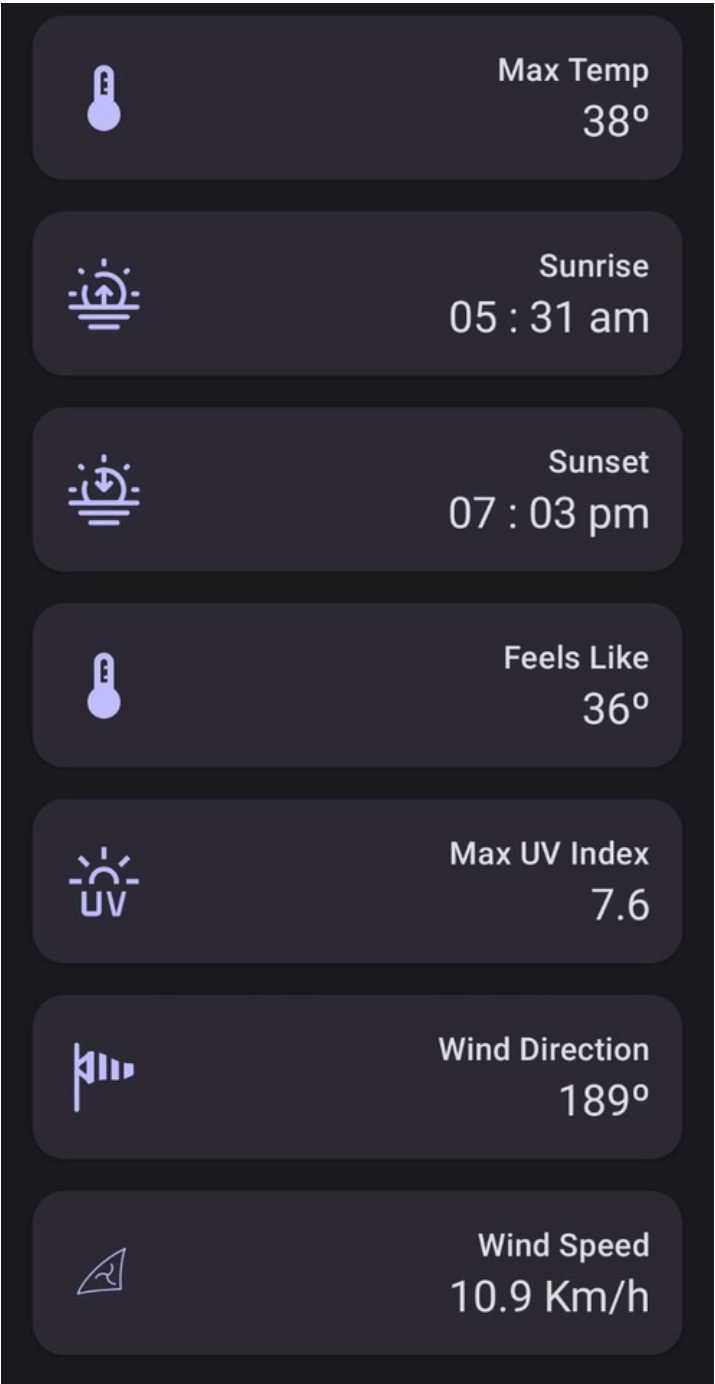 Max Temp
38º
Sunrise
05 : 31 am
Sunset
07 : 03 pm
Feels Like
36º
Max UV Index
7.6
UV
Wind Direction
189º
Wind Speed
10.9 Km/h